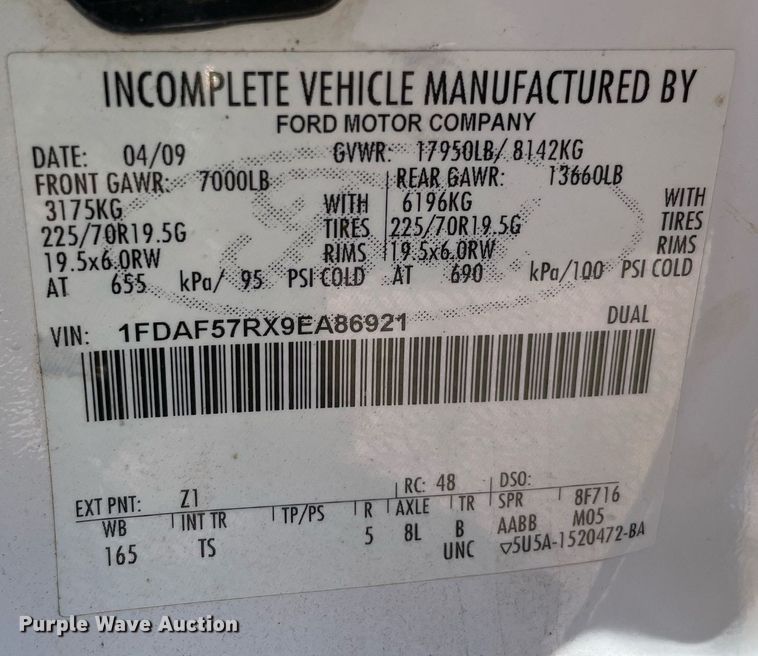 INCOMPLETE VEHICLE MANUFACTURED BY
FORD MOTOR COMPANY
DATE: 04/09 GVWR: 17950LB/ 8142KG
FRONT GAWR: 7000LB REAR GAWR: 13660LB
3175KG WITH 6196KG WITH
225/70R19.5G TIRES 225/70R19.5G TIRES
19.5x6.0RW RIMS 19.5x6.0RW RIMS
AT 655 kPa/ 95 PSI COLD AT 690 kPa/100 PSI COLD
VIN: 1FDAF57RX9EA86921 DUAL
EXT PNT: Z1 RC: 48 DSO:
WB INT TR TP/PS R AXLE TR SPR 8F716
165 TS 5 8L B AABB M05
UNC ▽5U5A-1520472-BA
Purple Wave Auction